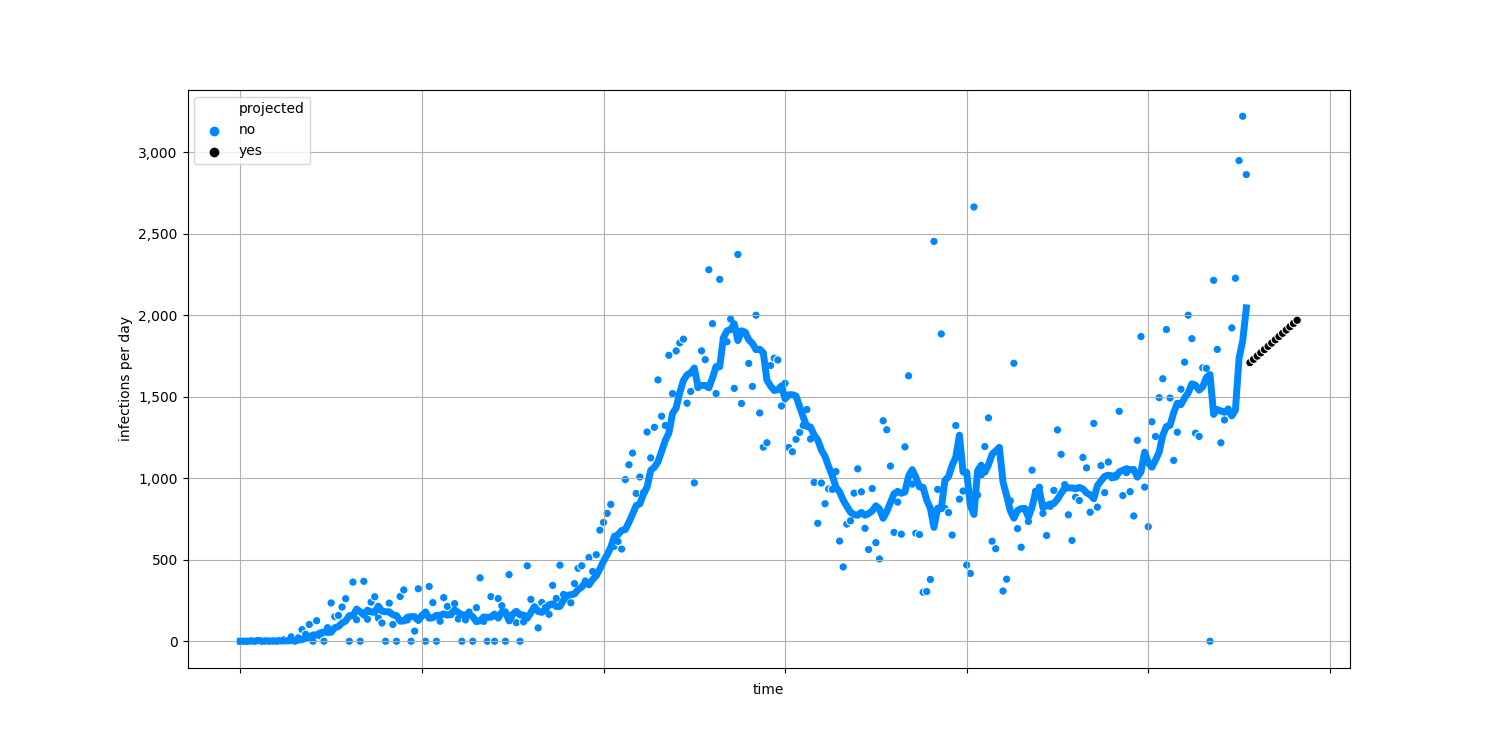 projected
no
yes
3,000
2,500
2,000
1,500
1,000
500
0
infections per day
time